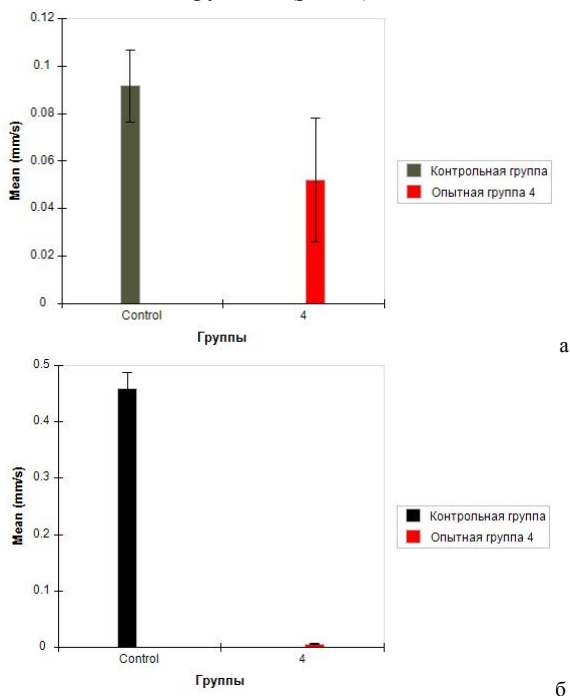 0.12
0.1
0.08
0.06
0.04
0.02
0
Mean (mm/s)
Control 4
Группы
Контрольная группа
Опытная группа 4
а
0.5
0.4
0.3
0.2
0.1
0
Mean (mm/s)
Control 4
Группы
Контрольная группа
Опытная группа 4
б